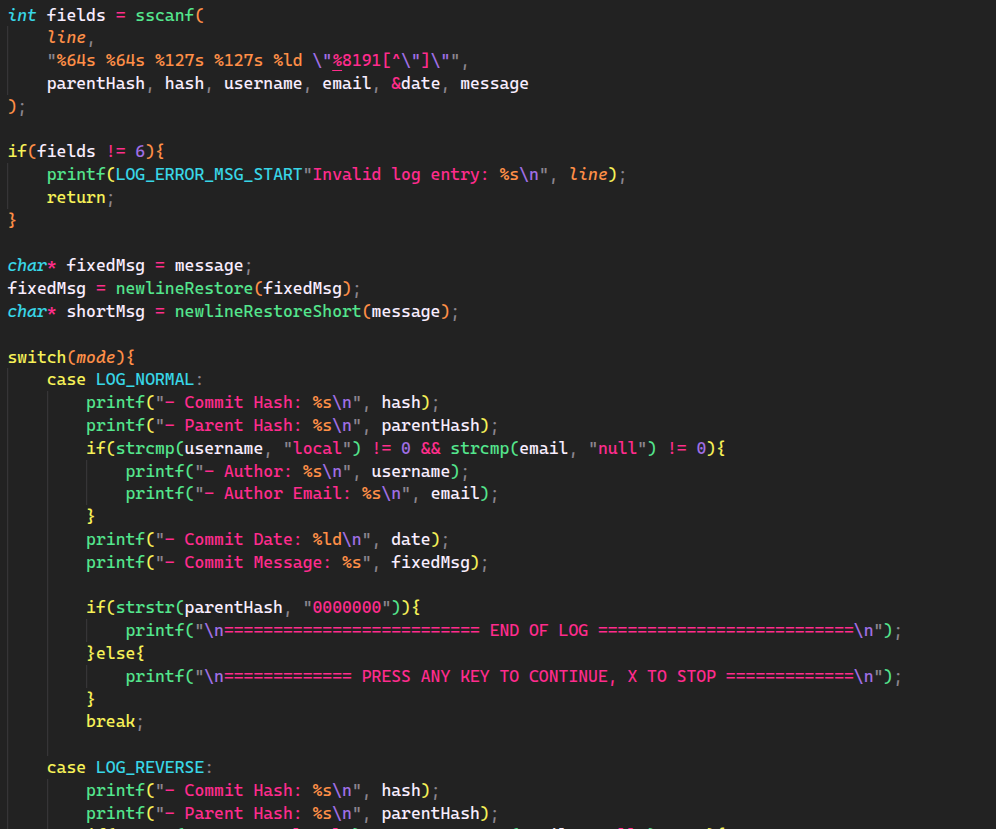 int fields = sscanf(
    line,
    "%64s %64s %127s %127s %ld \"%8191[^\"]\"",
    parentHash, hash, username, email, &date, message
);

if(fields != 6){
    printf(LOG_ERROR_MSG_START"Invalid log entry: %s\n", line);
    return;
}

char* fixedMsg = message;
fixedMsg = newlineRestore(fixedMsg);
char* shortMsg = newlineRestoreShort(message);

switch(mode){
    case LOG_NORMAL:
        printf("- Commit Hash: %s\n", hash);
        printf("- Parent Hash: %s\n", parentHash);
        if(strcmp(username, "local") != 0 && strcmp(email, "null") != 0){
            printf("- Author: %s\n", username);
            printf("- Author Email: %s\n", email);
        }
        printf("- Commit Date: %ld\n", date);
        printf("- Commit Message: %s", fixedMsg);

        if(strstr(parentHash, "0000000")){
            printf("\n========================== END OF LOG ==========================\n");
        }else{
            printf("\n============= PRESS ANY KEY TO CONTINUE, X TO STOP =============\n");
        }
        break;

    case LOG_REVERSE:
        printf("- Commit Hash: %s\n", hash);
        printf("- Parent Hash: %s\n", parentHash);